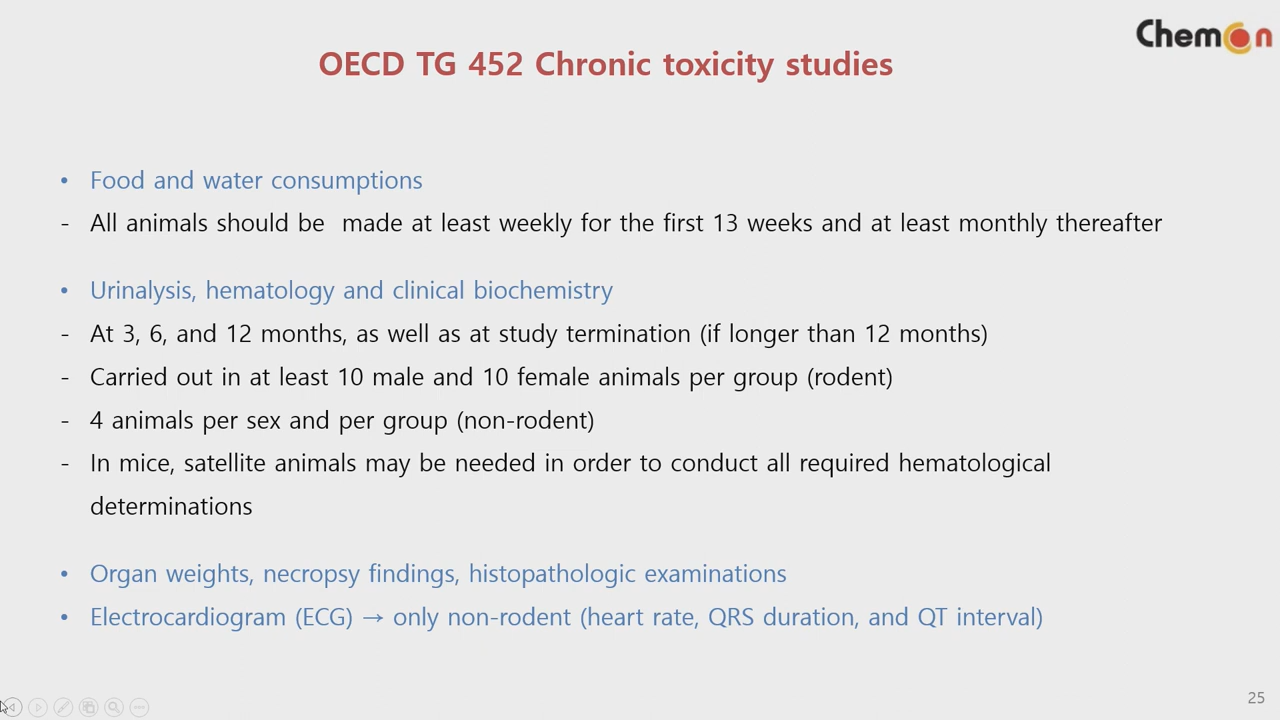 ChemOn
OECD TG 452 Chronic toxicity studies
• Food and water consumptions
- All animals should be  made at least weekly for the first 13 weeks and at least monthly thereafter
• Urinalysis, hematology and clinical biochemistry
- At 3, 6, and 12 months, as well as at study termination (if longer than 12 months)
- Carried out in at least 10 male and 10 female animals per group (rodent)
- 4 animals per sex and per group (non-rodent)
- In mice, satellite animals may be needed in order to conduct all required hematological
determinations
• Organ weights, necropsy findings, histopathologic examinations
• Electrocardiogram (ECG) → only non-rodent (heart rate, QRS duration, and QT interval)
25